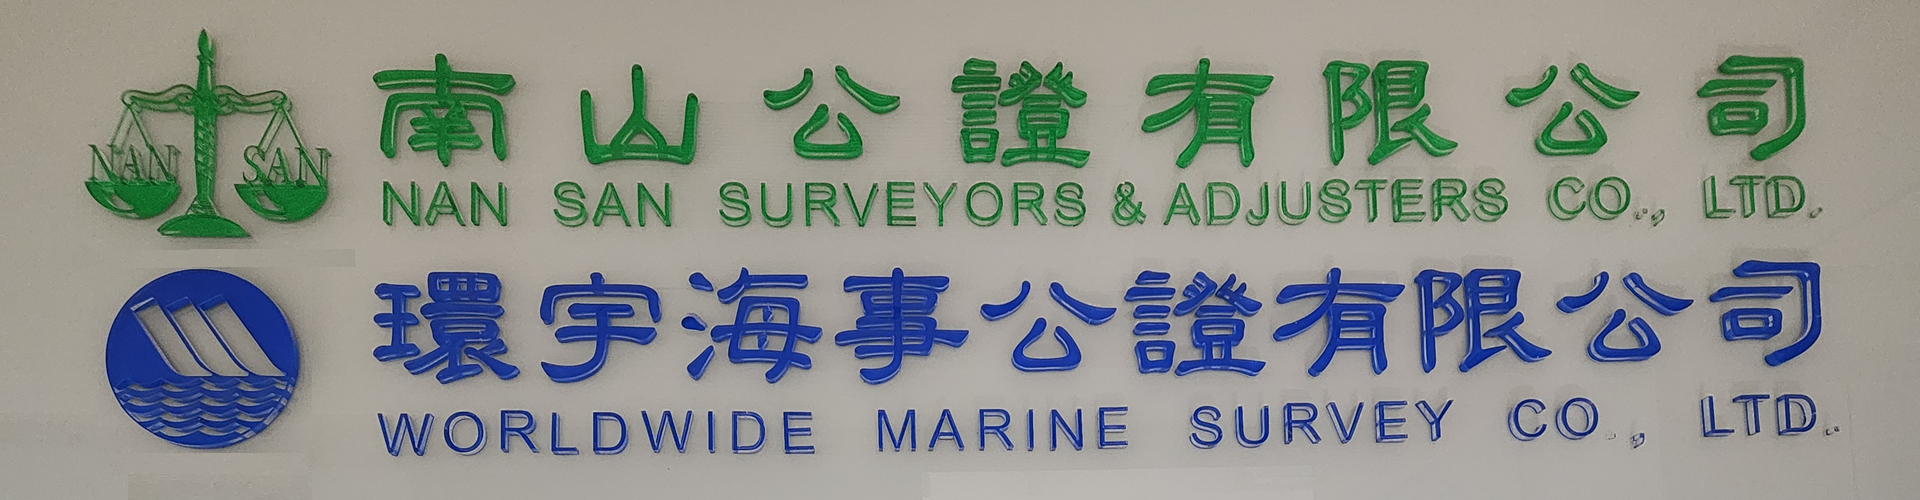 NAN SAN
南山公證有限公司
NAN SAN SURVEYORS & ADJUSTERS CO., LTD.
環宇海事公證有限公司
WORLDWIDE MARINE SURVEY CO., LTD.